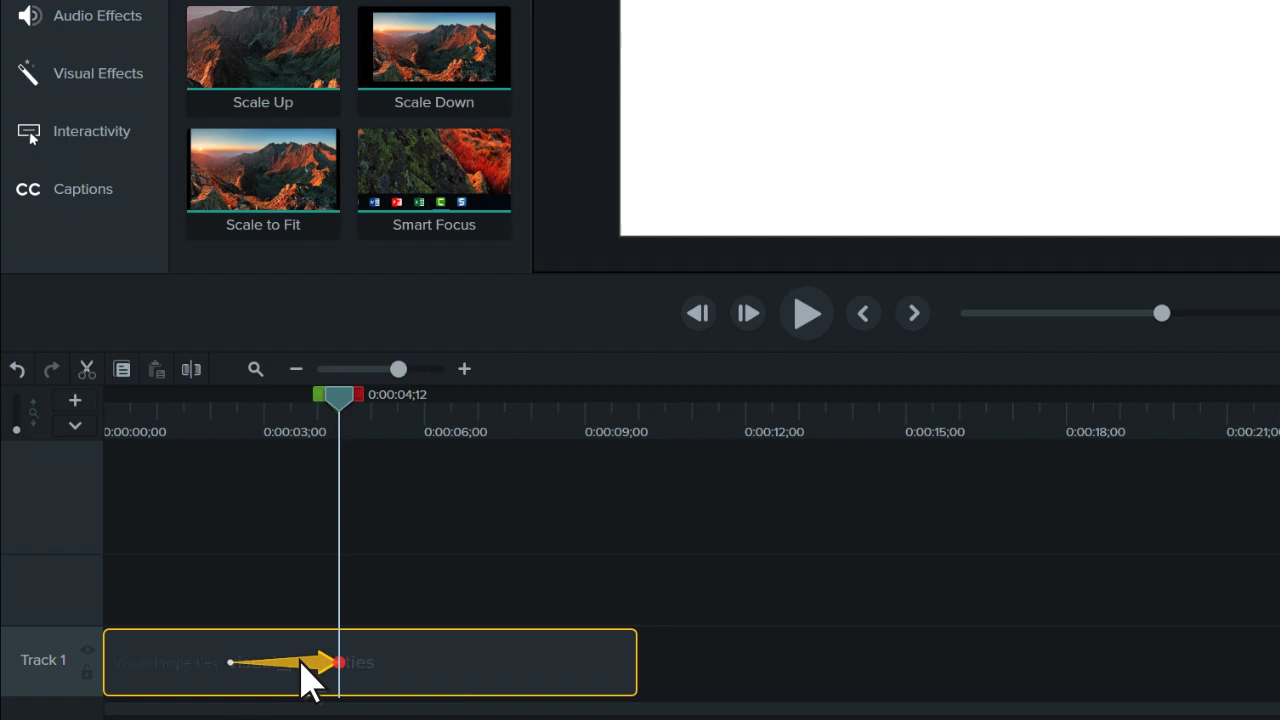 Audio Effects
Visual Effects
Interactivity
CC Captions
Scale Up
Scale Down
Scale to Fit
Smart Focus
0:00:04;12
0:00:00;00
0:00:03;00
0:00:06;00
0:00:09;00
0:00:12;00
0:00:15;00
0:00:18;00
0:00:21;0
Track 1